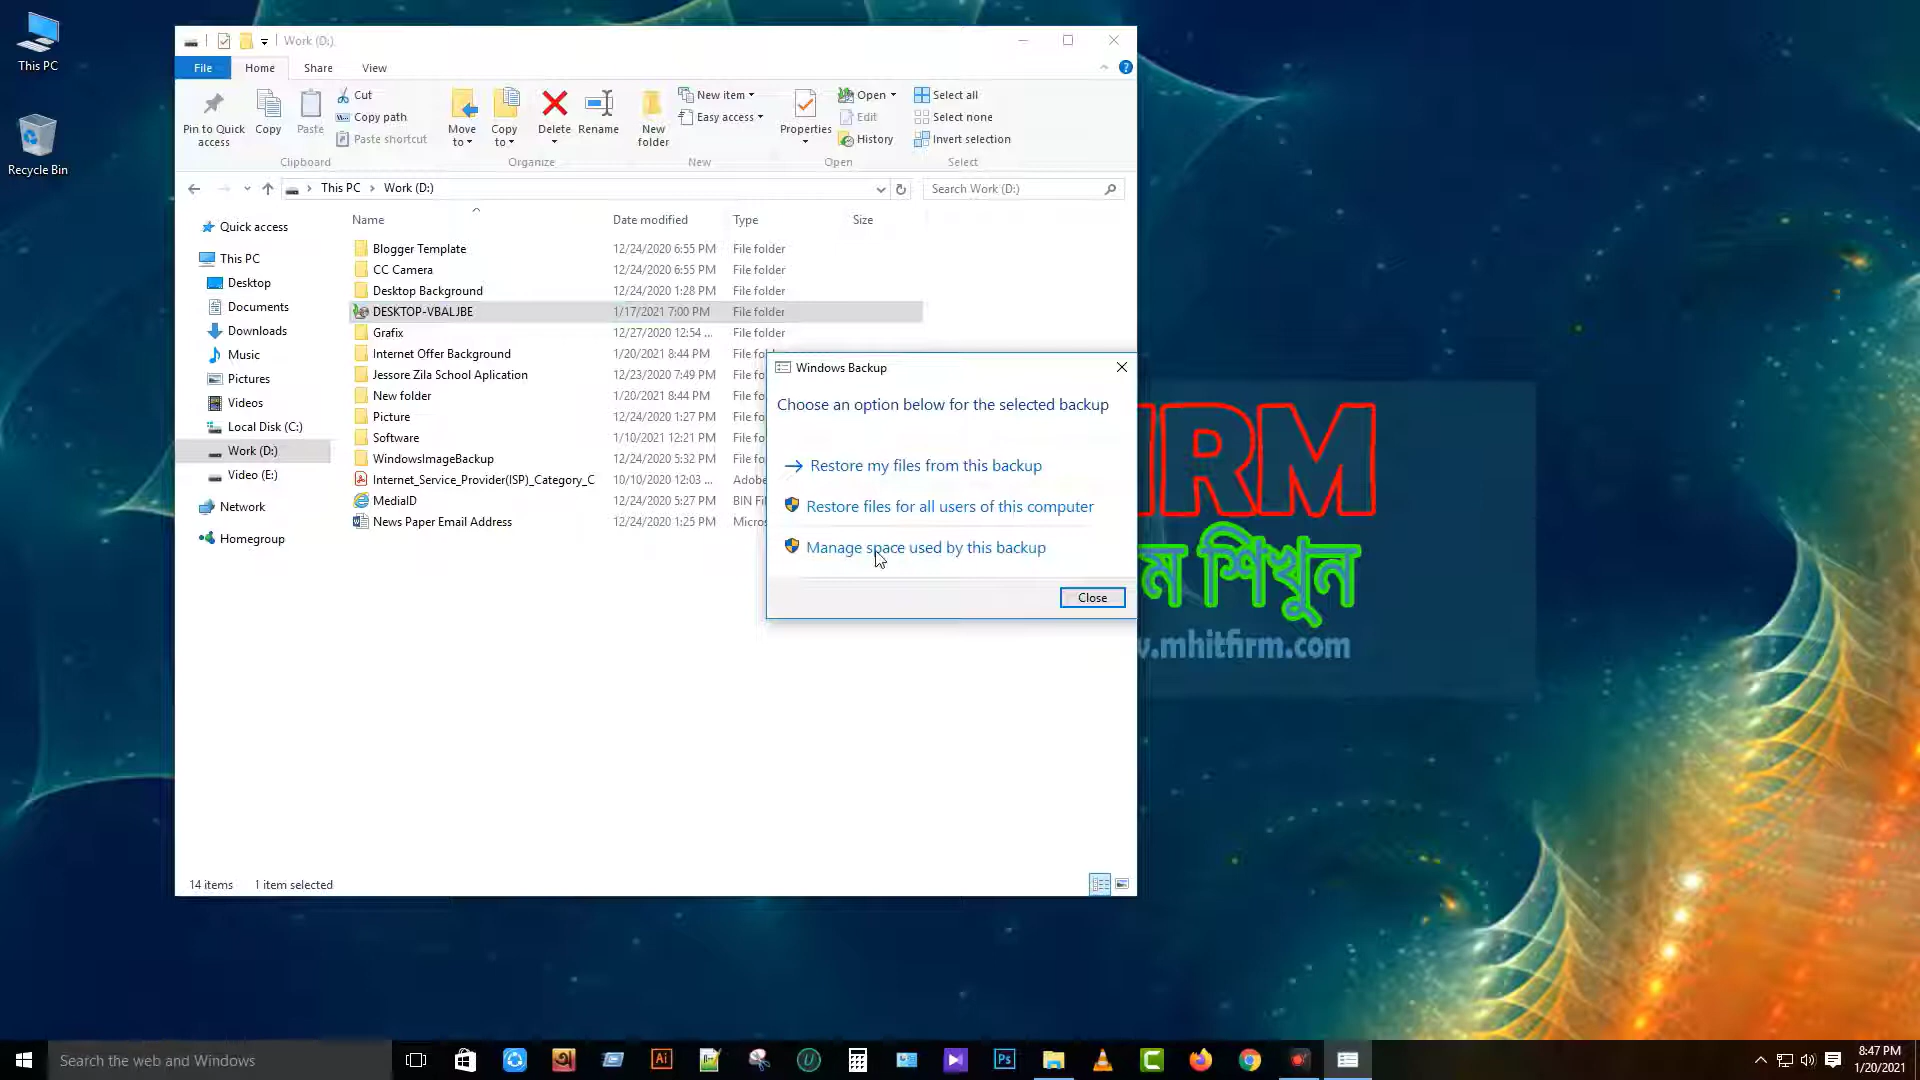 This PC
Recycle Bin
Work (D:)
File
Home
Share
View
Pin to Quick access
Copy
Paste
Cut
Copy path
Paste shortcut
Clipboard
Move to
Copy to
Delete
Rename
Organize
New folder
New item
Easy access
New
Properties
Open
Edit
History
Open
Select all
Select none
Invert selection
Select
This PC
Work (D:)
Search Work (D:)
Name
Date modified
Type
Size
Quick access
This PC
Desktop
Documents
Downloads
Music
Pictures
Videos
Local Disk (C:)
Work (D:)
Video (E:)
Network
Homegroup
Blogger Template 12/24/2020 6:55 PM File folder
CC Camera 12/24/2020 6:55 PM File folder
Desktop Background 12/24/2020 1:28 PM File folder
DESKTOP-VBALJBE 1/17/2021 7:00 PM File folder
Grafix 12/27/2020 12:54 ... File folder
Internet Offer Background 1/20/2021 8:44 PM File fo
Jessore Zila School Aplication 12/23/2020 7:49 PM File fo
New folder 1/20/2021 8:44 PM File fo
Picture 12/24/2020 1:27 PM File fo
Software 1/10/2021 12:21 PM File fo
WindowsImageBackup 12/24/2020 5:32 PM File fo
Internet_Service_Provider(ISP)_Category_C 10/10/2020 12:03 ... Adobe
MediaID 12/24/2020 5:27 PM BIN Fi
News Paper Email Address 12/24/2020 1:25 PM Micros
Windows Backup
Choose an option below for the selected backup
Restore my files from this backup
Restore files for all users of this computer
Manage space used by this backup
Close
IRM
ম শিখুন
w.mhitfirm.com
14 items
1 item selected
Search the web and Windows
Ai
Ps
8:47 PM
1/20/2021